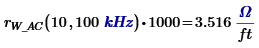 r_W_AC(10, 100 kHz) · 1000 = 3.516 Ω/ft